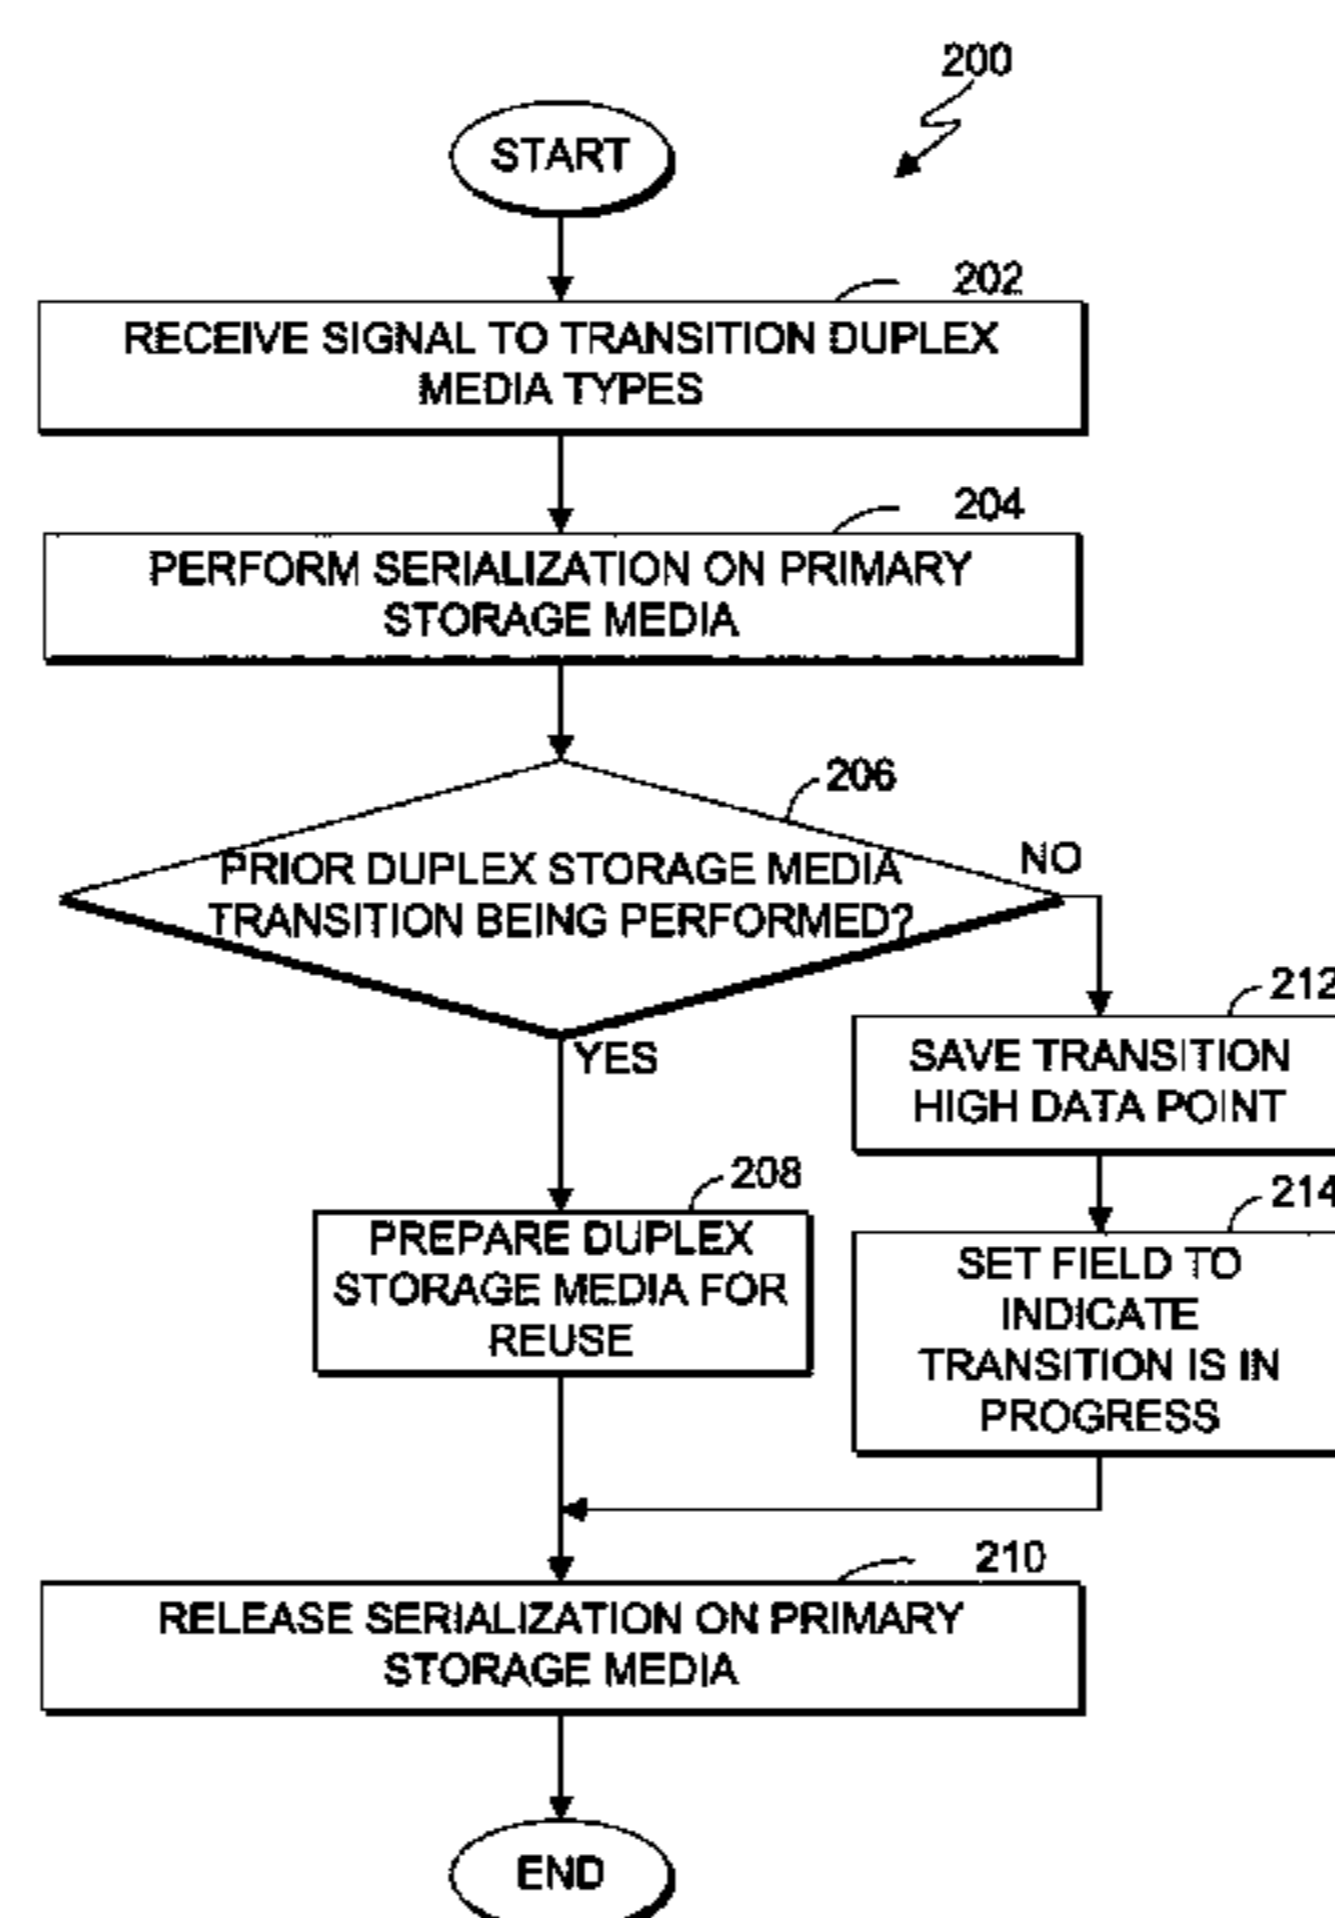 200
START
202
RECEIVE SIGNAL TO TRANSITION DUPLEX
MEDIA TYPES
204
PERFORM SERIALIZATION ON PRIMARY
STORAGE MEDIA
206
PRIOR DUPLEX STORAGE MEDIA
TRANSITION BEING PERFORMED?
NO
YES
212
SAVE TRANSITION
HIGH DATA POINT
208
PREPARE DUPLEX
STORAGE MEDIA FOR
REUSE
214
SET FIELD TO
INDICATE
TRANSITION IS IN
PROGRESS
210
RELEASE SERIALIZATION ON PRIMARY
STORAGE MEDIA
END